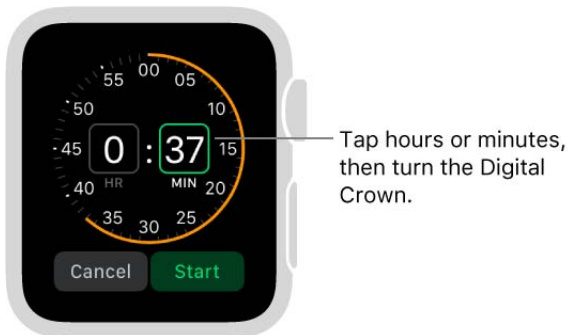 00
55 05
50 10
45 0 : 37 15
HR MIN
40 20
35 25
30
Cancel Start
Tap hours or minutes,
then turn the Digital
Crown.